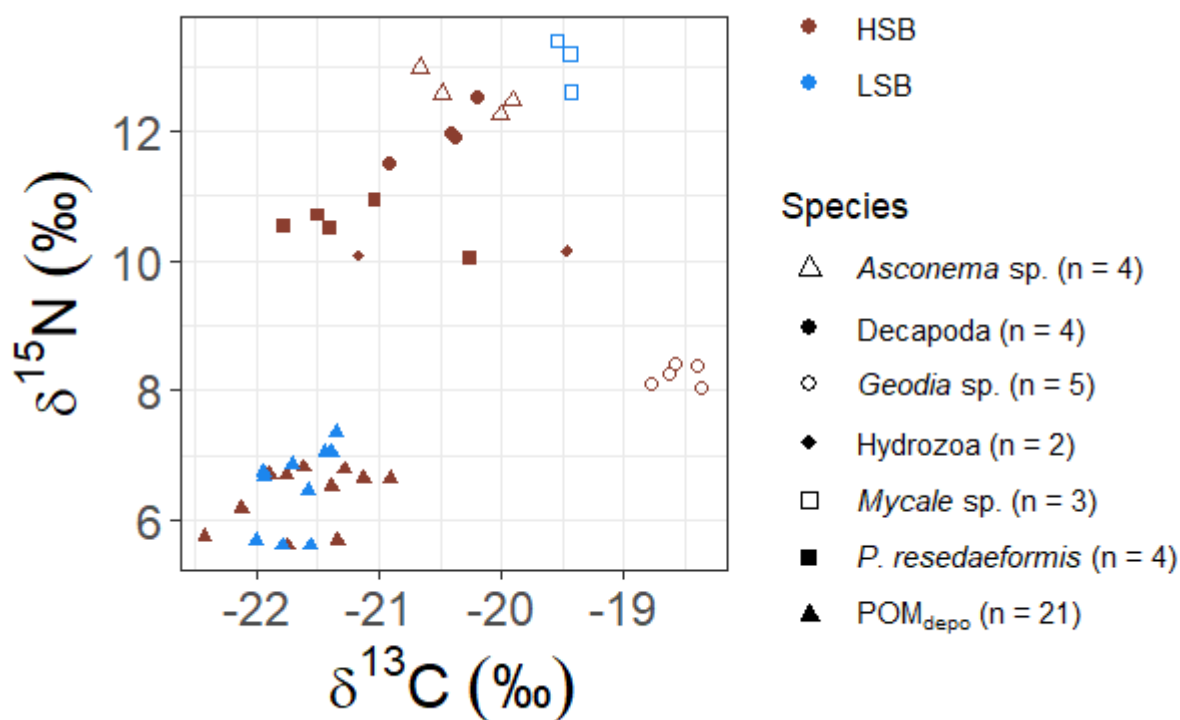 δ15N (‰)
12
10
8
6
-22 -21 -20 -19
δ13C (‰)
HSB
LSB
Species
Asconema sp. (n = 4)
Decapoda (n = 4)
Geodia sp. (n = 5)
Hydrozoa (n = 2)
Mycale sp. (n = 3)
P. resedaeformis (n = 4)
POMdepo (n = 21)